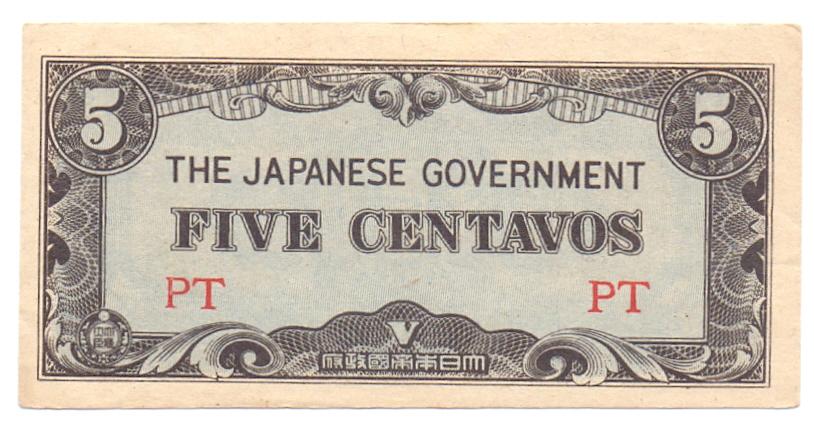 5 5
THE JAPANESE GOVERNMENT
FIVE CENTAVOS
PT PT
V
大日本帝國政府